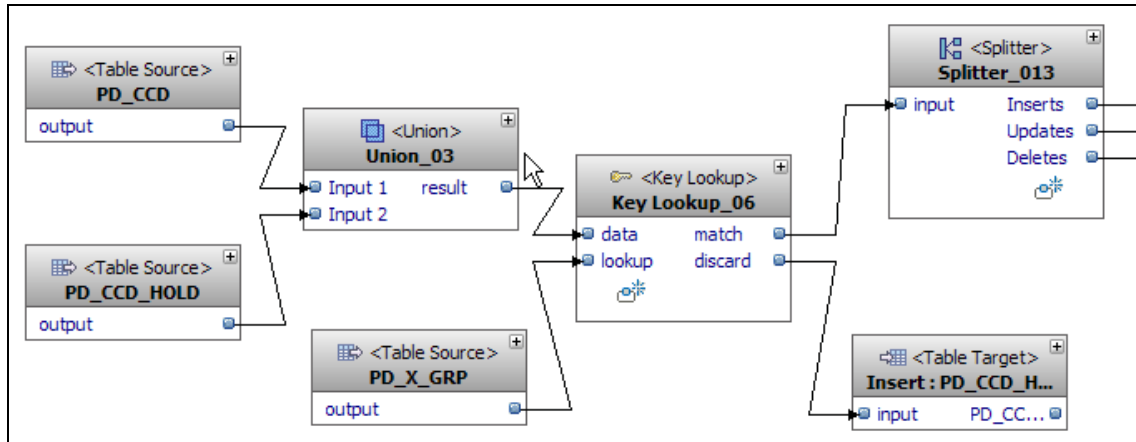 <Table Source>
PD_CCD
output
<Table Source>
PD_CCD_HOLD
output
<Union>
Union_03
Input 1 result
Input 2
<Table Source>
PD_X_GRP
output
<Key Lookup>
Key Lookup_06
data match
lookup discard
<Splitter>
Splitter_013
input Inserts
Updates
Deletes
<Table Target>
Insert : PD_CCD_H...
input PD_CC...